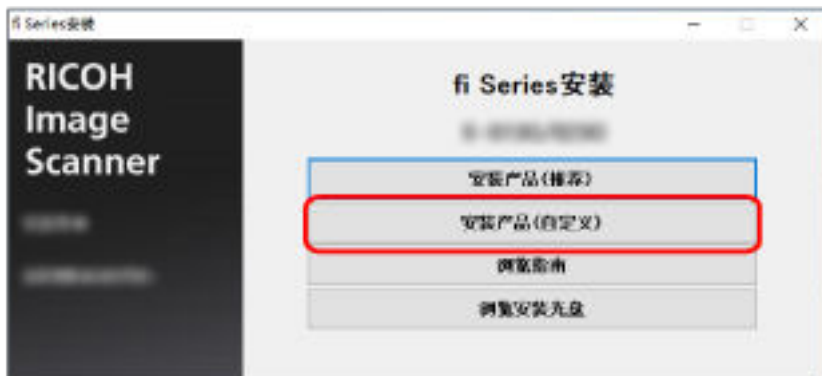 fi Series安装
RICOH
Image
Scanner
fi Series安装
安装产品(推荐)
安装产品(自定义)
浏览指南
浏览安装光盘